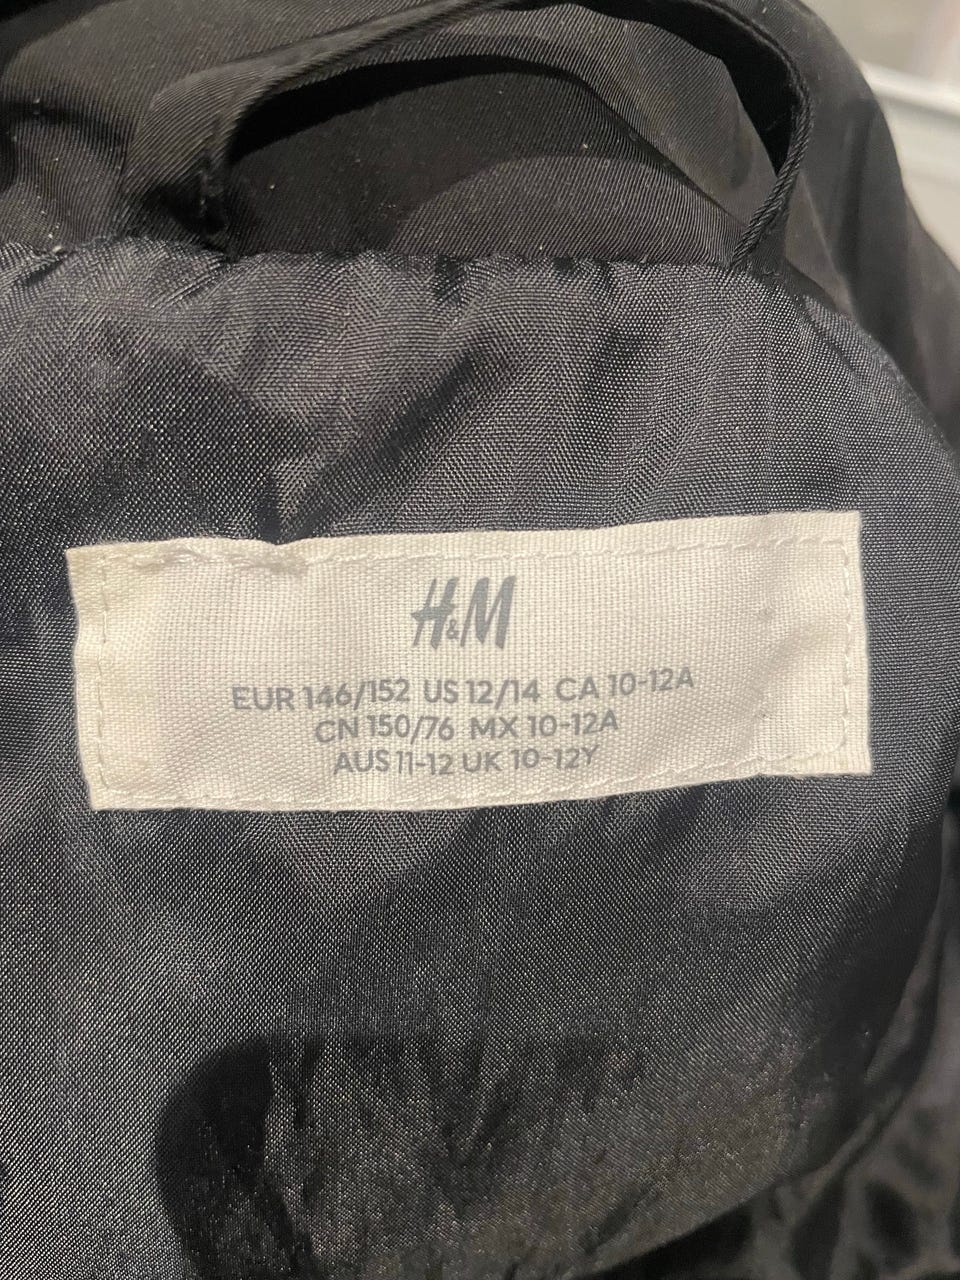 H&M
EUR 146/152 US 12/14 CA 10-12A
CN 150/76 MX 10-12A
AUS 11-12 UK 10-12Y